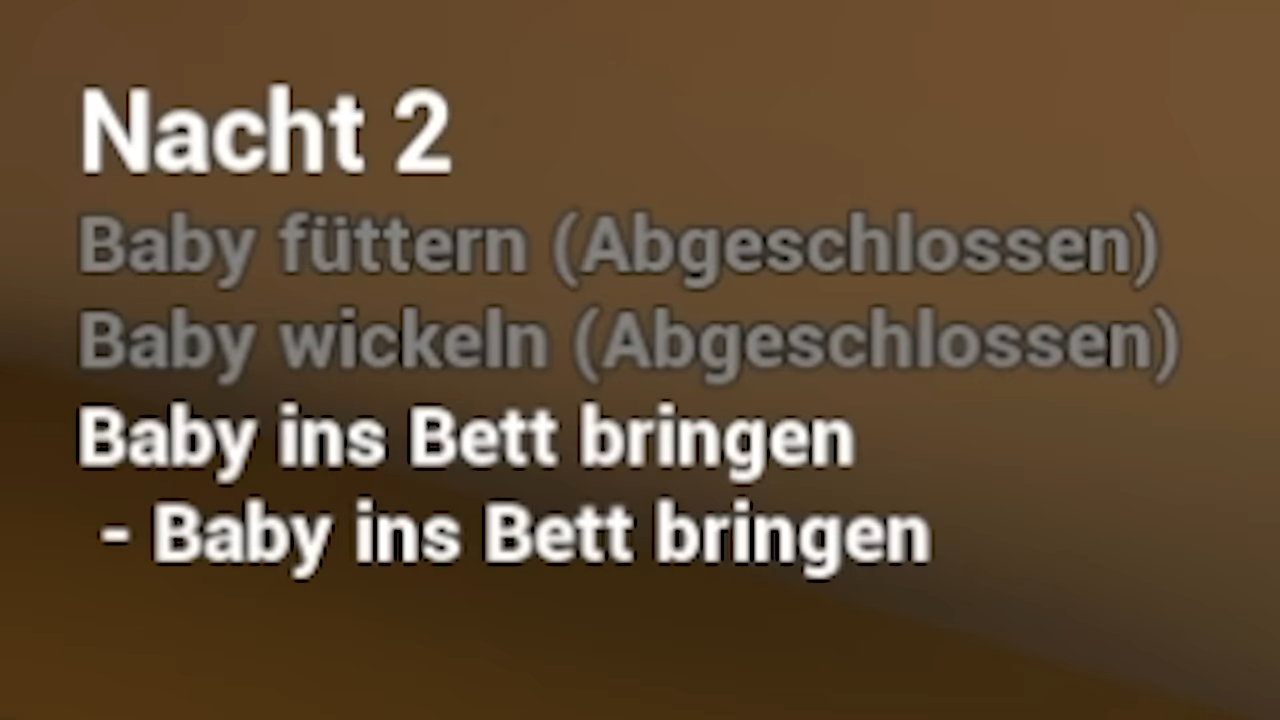 Nacht 2
Baby füttern (Abgeschlossen)
Baby wickeln (Abgeschlossen)
Baby ins Bett bringen
- Baby ins Bett bringen